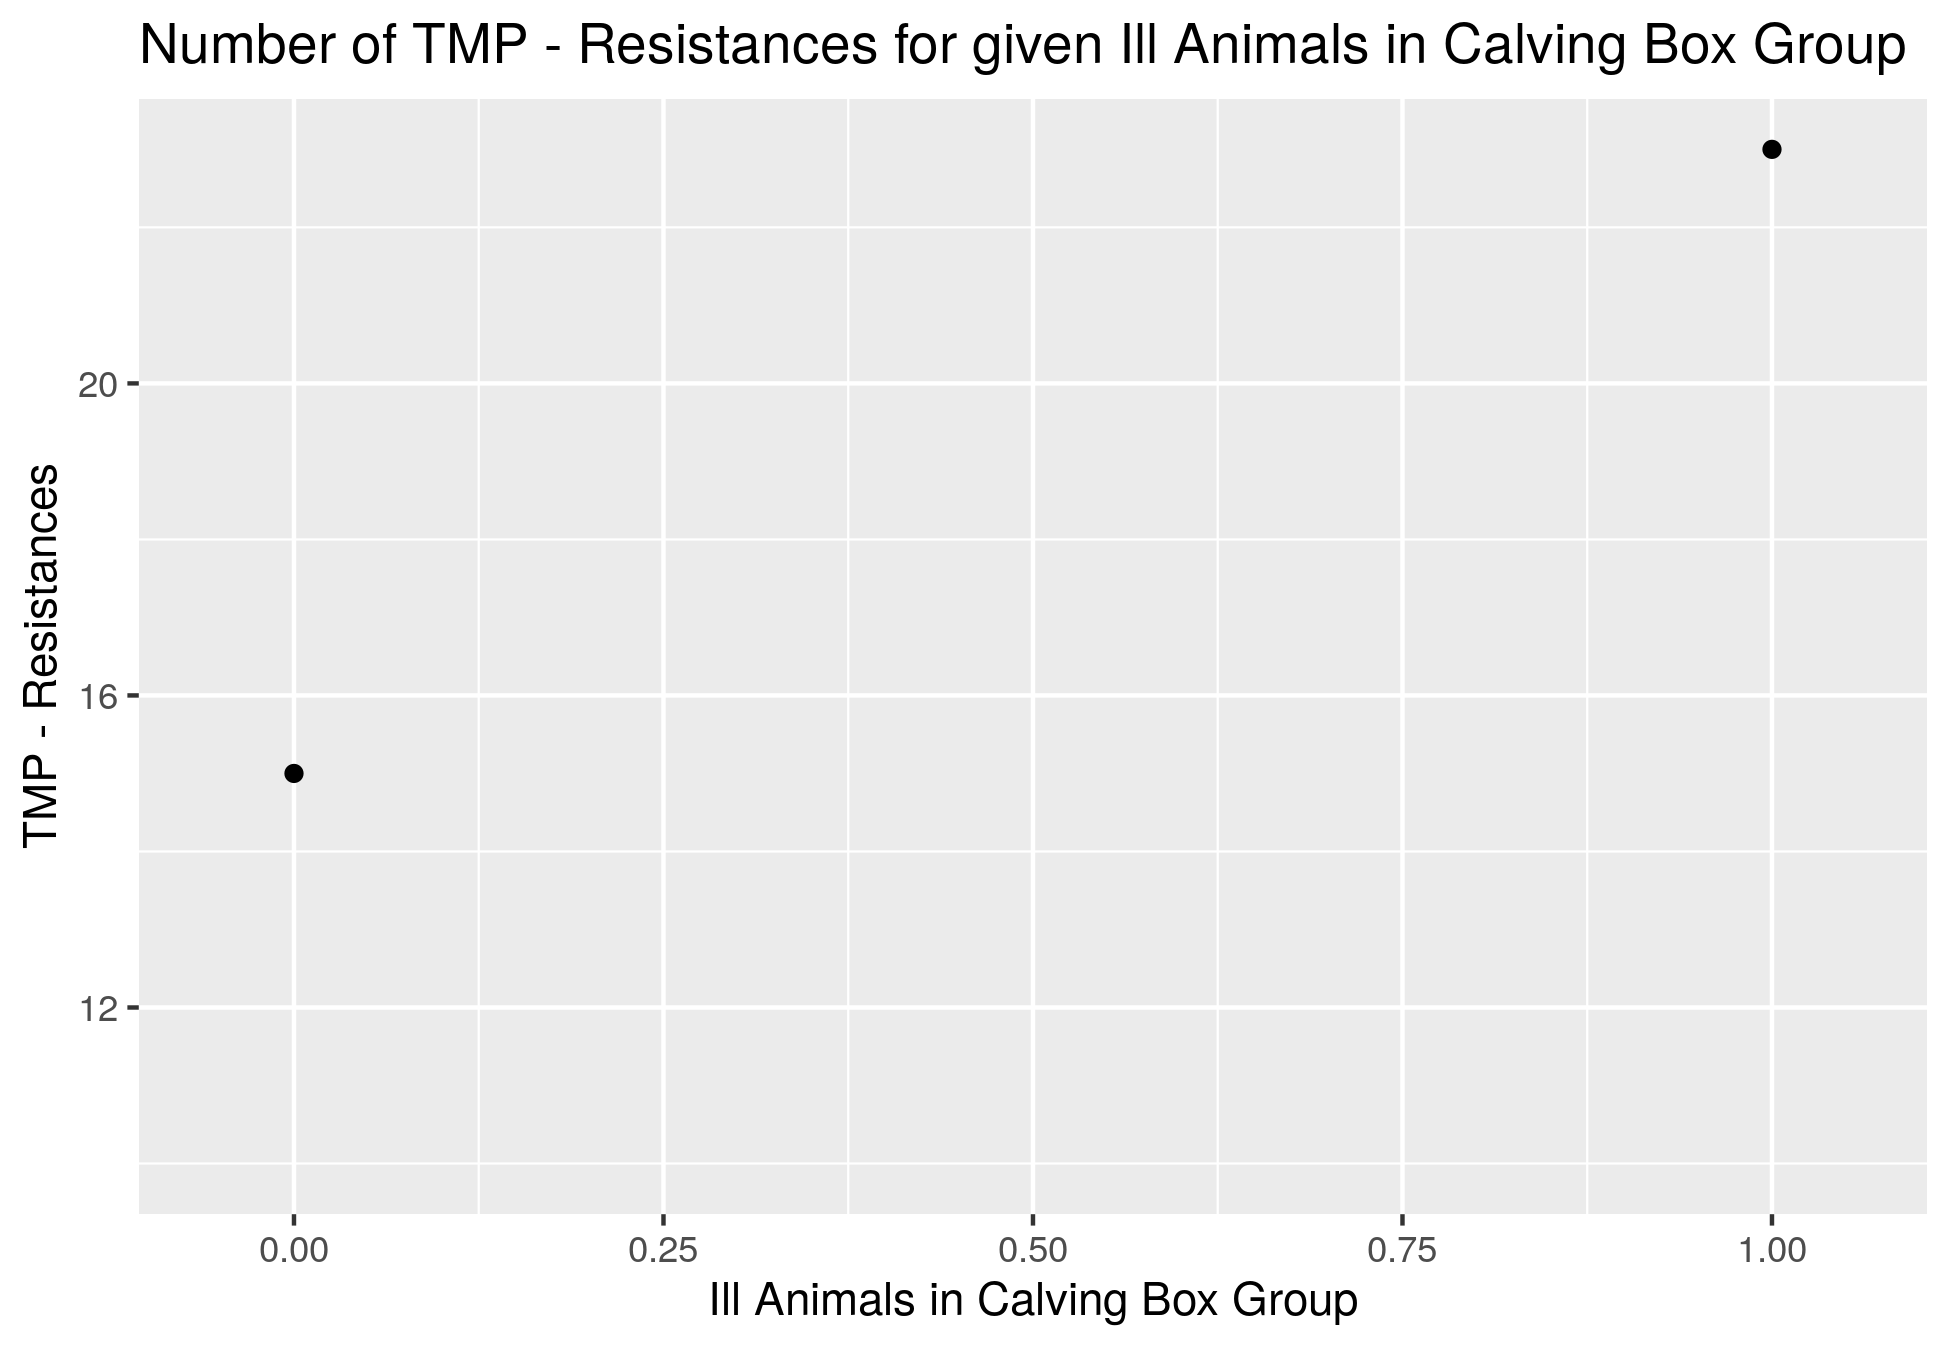 Number of TMP - Resistances for given Ill Animals in Calving Box Group
TMP - Resistances
20
16
12
0.00
0.25
0.50
0.75
1.00
Ill Animals in Calving Box Group